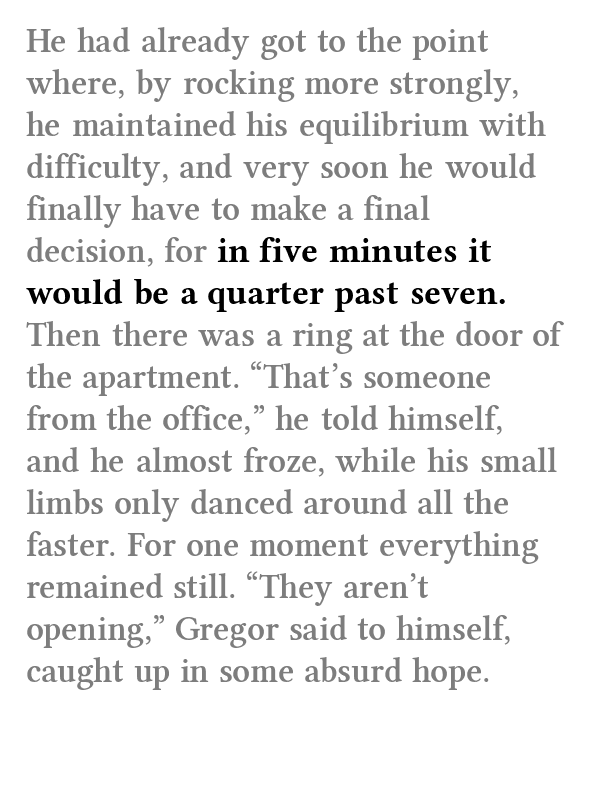 He had already got to the point
where, by rocking more strongly,
he maintained his equilibrium with
difficulty, and very soon he would
finally have to make a final
decision, for in five minutes it
would be a quarter past seven.
Then there was a ring at the door of
the apartment. “That’s someone
from the office,” he told himself,
and he almost froze, while his small
limbs only danced around all the
faster. For one moment everything
remained still. “They aren’t
opening,” Gregor said to himself,
caught up in some absurd hope.